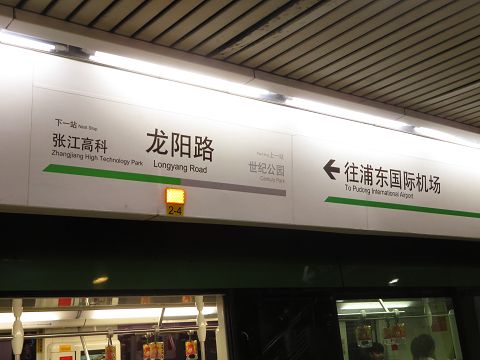 下一站 Next Stop
张江高科
Zhangjiang High Technology Park
龙阳路
Longyang Road
上一站
世纪公园
Century Park
2-4
往浦东国际机场
To Pudong International Airport